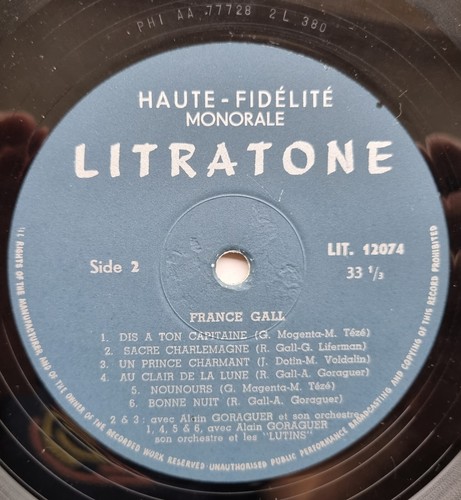 PHI AA 77728 2 L 380
HAUTE-FIDÉLITÉ
MONORALE
LITRATONE
Side 2
LIT. 12074
33 1/3
FRANCE GALL
1. DIS A TON CAPITAINE (G. Mogenta-M. Tézé)
2. SACRE CHARLEMAGNE (R. Gall-G. Liferman)
3. UN PRINCE CHARMANT (J. Dotin-M. Voldalin)
4. AU CLAIR DE LA LUNE (R. Gall-A. Goraguer)
5. NOUNOURS (G. Magenta-M. Tézé)
6. BONNE NUIT (R. Gall-A. Goraguer)
2 & 3 : avec Alain GORAGUER et son orchestre
1, 4, 5 & 6, avec Alain GORAGUER
son orchestre et les "LUTINS"
RIGHTS OF THE MANUFACTURER AND OF THE OWNER OF THE RECORDED WORK RESERVED-UNAUTHORISED PUBLIC PERFORMANCE BROADCASTING AND COPYING OF THIS RECORD PROHIBITED